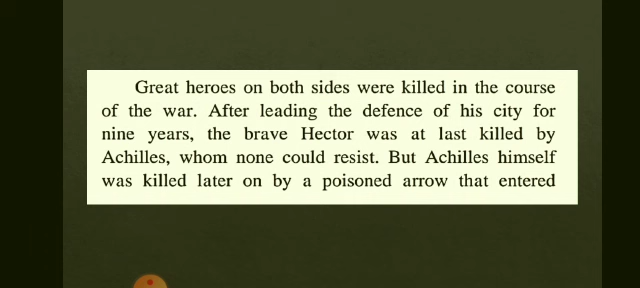 Great heroes on both sides were killed in the course
of the war. After leading the defence of his city for
nine years, the brave Hector was at last killed by
Achilles, whom none could resist. But Achilles himself
was killed later on by a poisoned arrow that entered